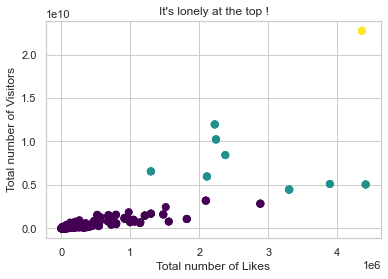 It's lonely at the top !
1e10
Total number of Visitors
2.0
1.5
1.0
0.5
0.0
0
1
2
3
4
Total number of Likes
1e6